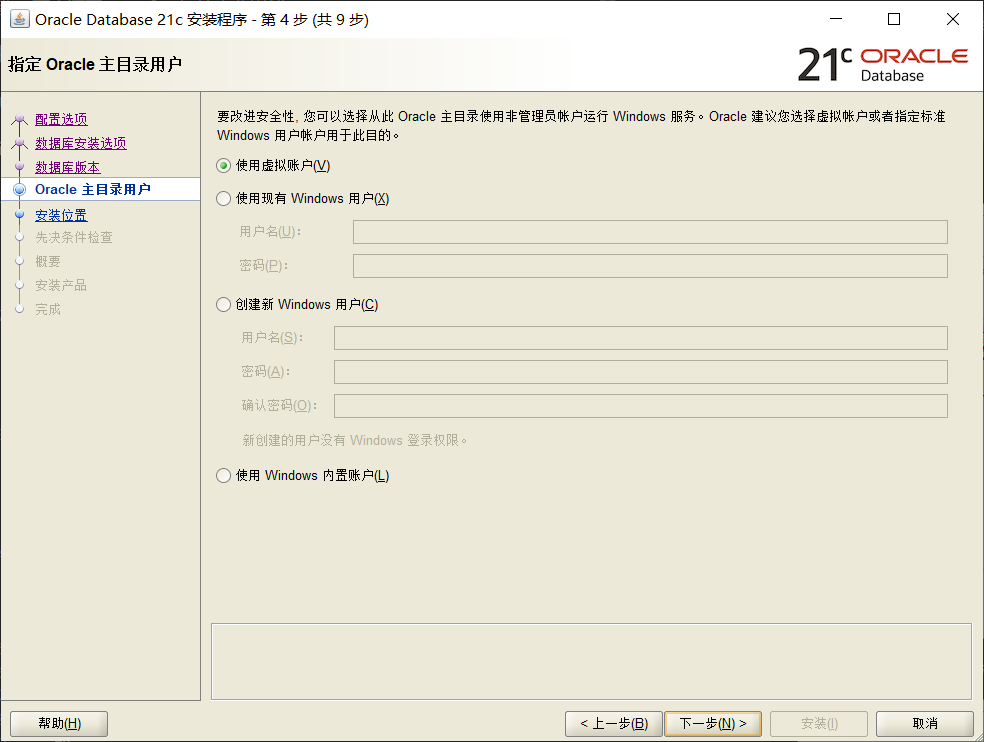 Oracle Database 21c 安装程序 - 第 4 步 (共 9 步)
指定 Oracle 主目录用户
21c ORACLE
Database
配置选项
数据库安装选项
数据库版本
Oracle 主目录用户
安装位置
先决条件检查
概要
安装产品
完成
要改进安全性, 您可以选择从此 Oracle 主目录使用非管理员帐户运行 Windows 服务。Oracle 建议您选择虚拟帐户或者指定标准
Windows 用户帐户用于此目的。
使用虚拟账户(V)
使用现有 Windows 用户(X)
用户名(U):
密码(P):
创建新 Windows 用户(C)
用户名(S):
密码(A):
确认密码(O):
新创建的用户没有 Windows 登录权限。
使用 Windows 内置账户(L)
帮助(H)
< 上一步(B)
下一步(N) >
安装(I)
取消